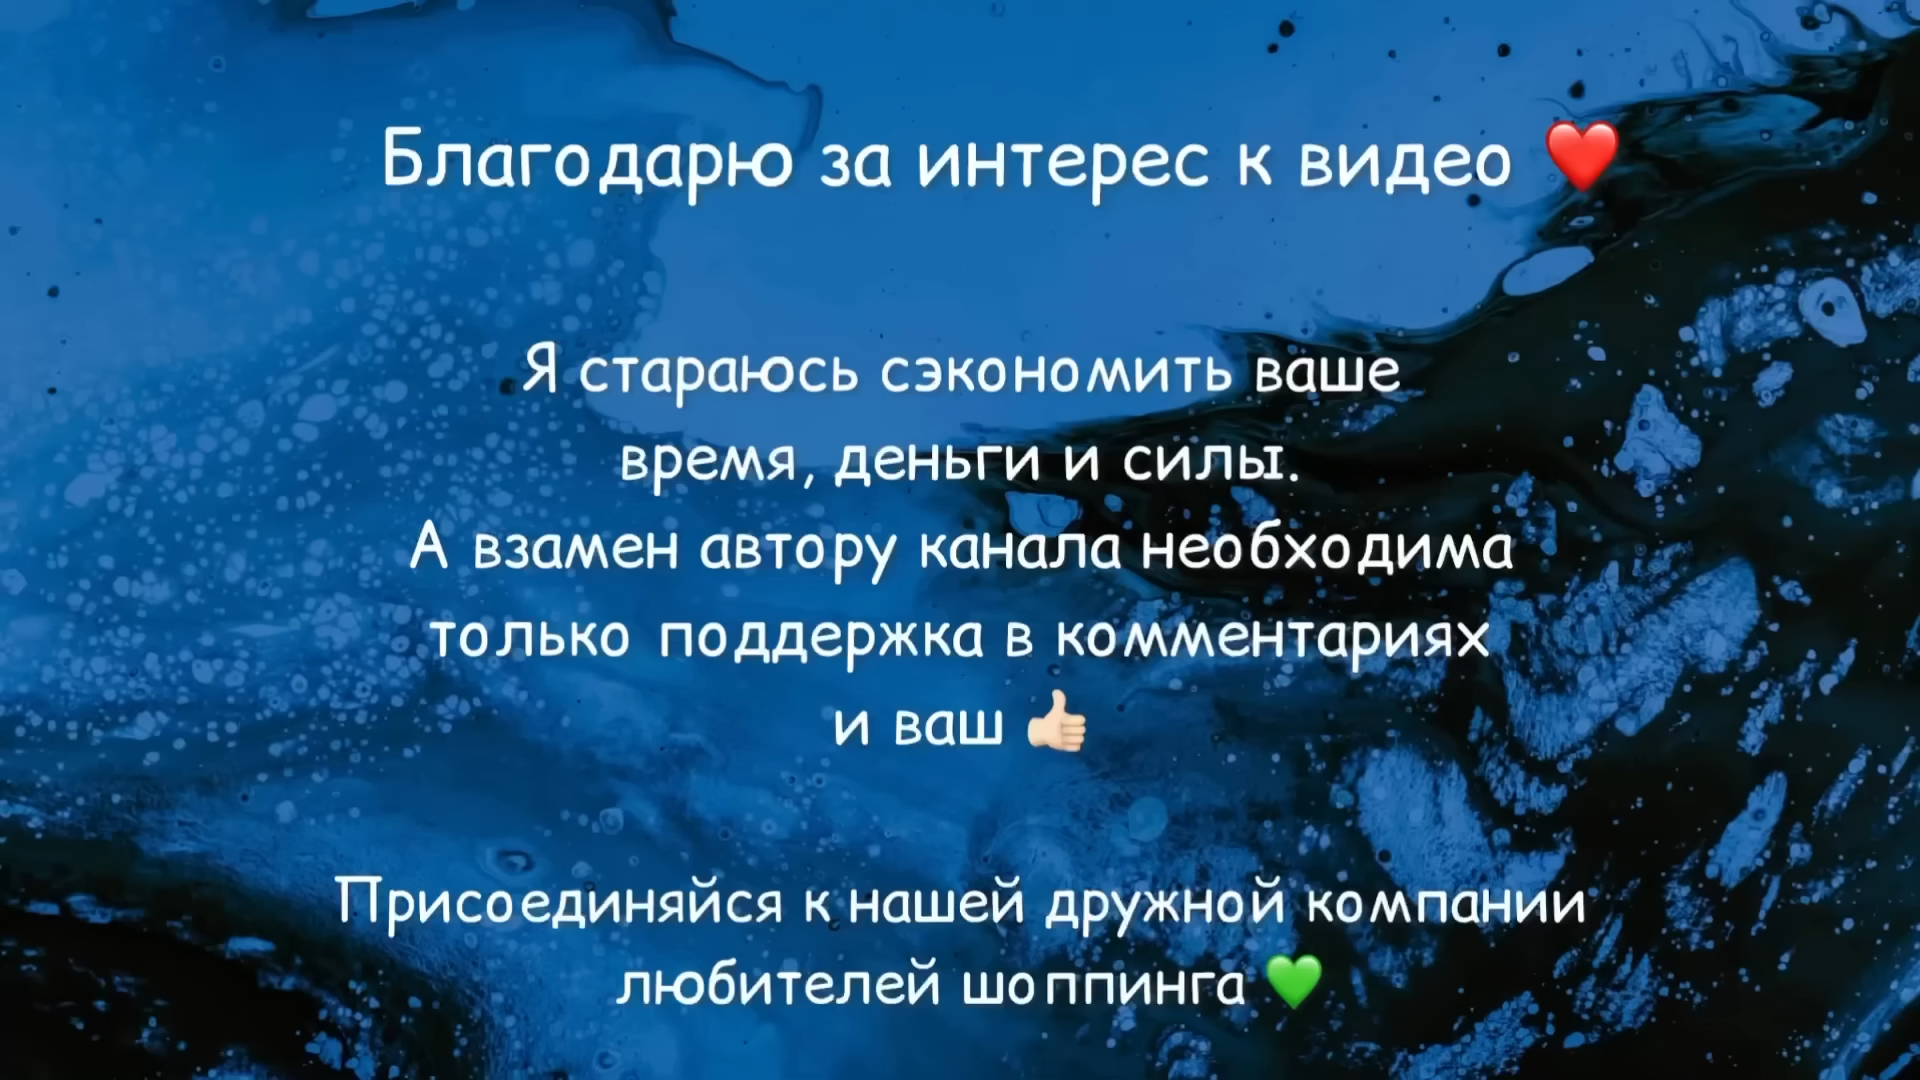 Благодарю за интерес к видео ❤️
Я стараюсь сэкономить ваше
время, деньги и силы.
А взамен автору канала необходима
только поддержка в комментариях
и ваш 👍🏻
Присоединяйся к нашей дружной компании
любителей шоппинга 💚